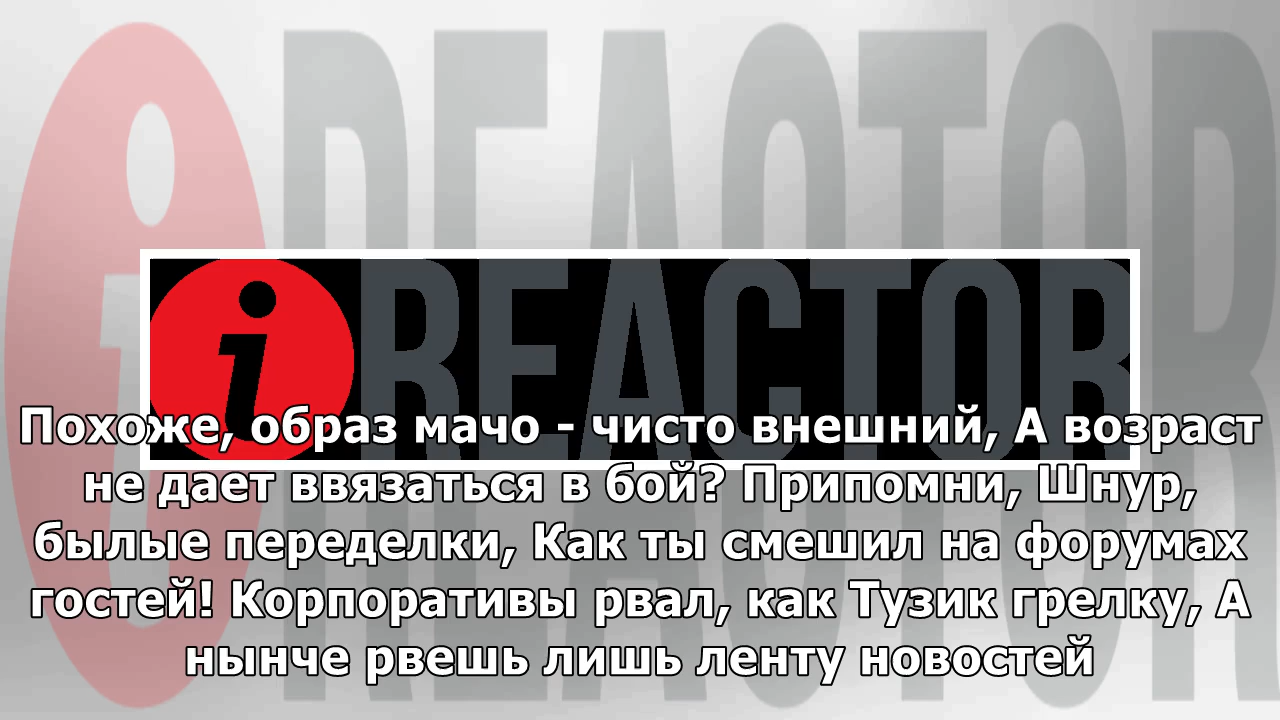 iREACTOR
iREACTOR
Похоже, образ мачо - чисто внешний, А возраст
не дает ввязаться в бой? Припомни, Шнур,
былые переделки, Как ты смешил на форумах
гостей! Корпоративы рвал, как Тузик грелку, А
нынче рвешь лишь ленту новостей